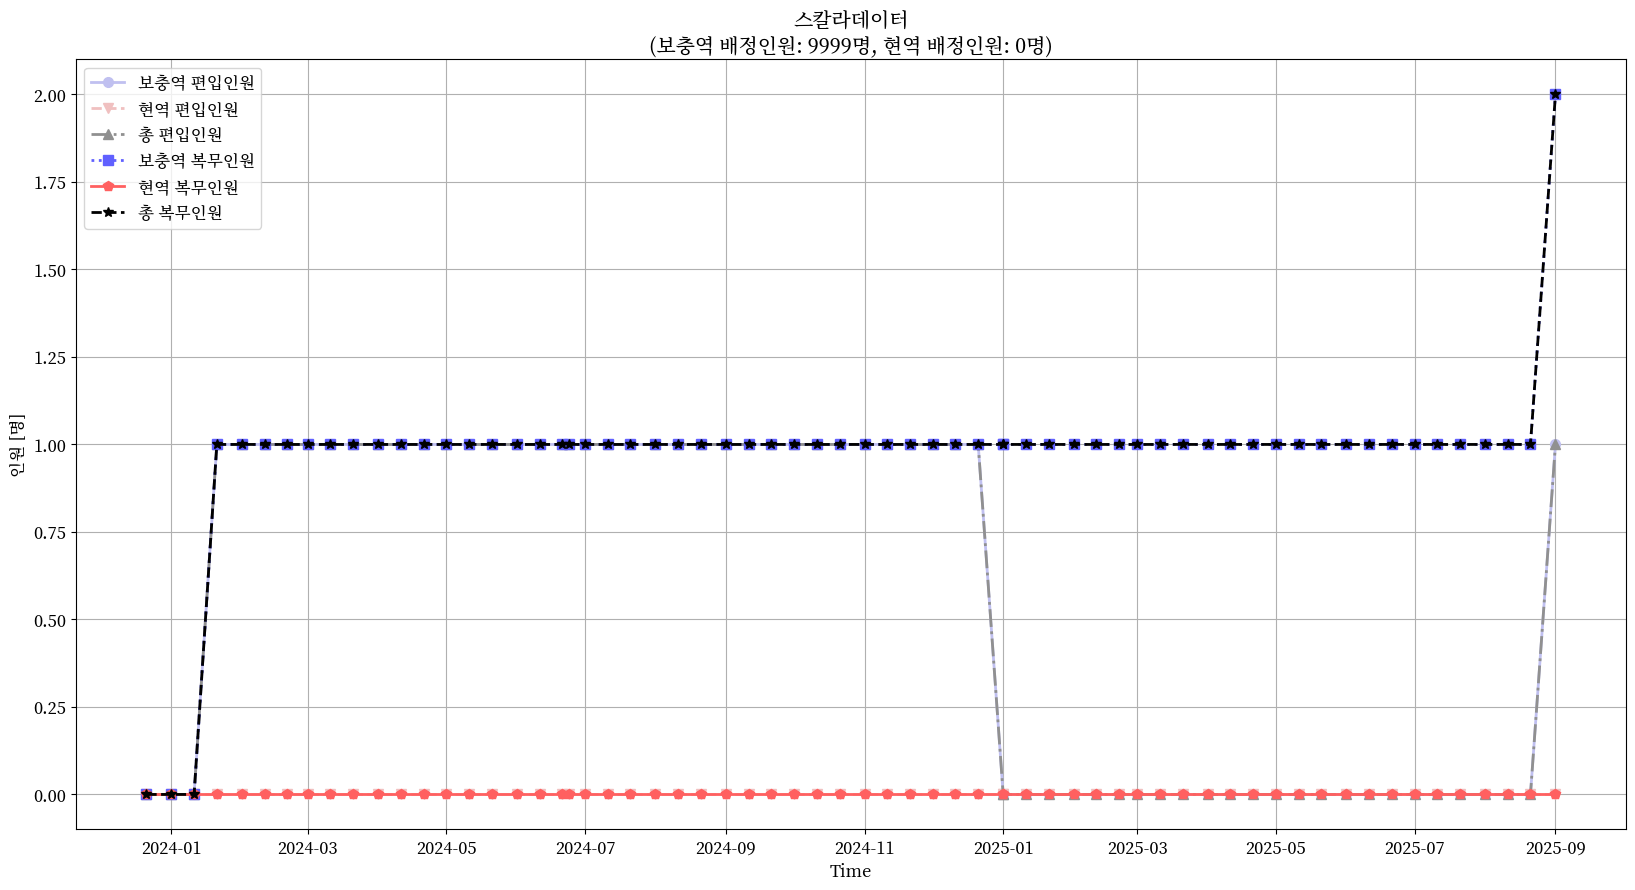 스칼라데이터
(보충역 배정인원: 9999명, 현역 배정인원: 0명)
보충역 편입인원
현역 편입인원
총 편입인원
보충역 복무인원
현역 복무인원
총 복무인원
2.00
1.75
1.50
1.25
1.00
0.75
0.50
0.25
0.00
인원 [명]
2024-01 2024-03 2024-05 2024-07 2024-09 2024-11 2025-01 2025-03 2025-05 2025-07 2025-09
Time